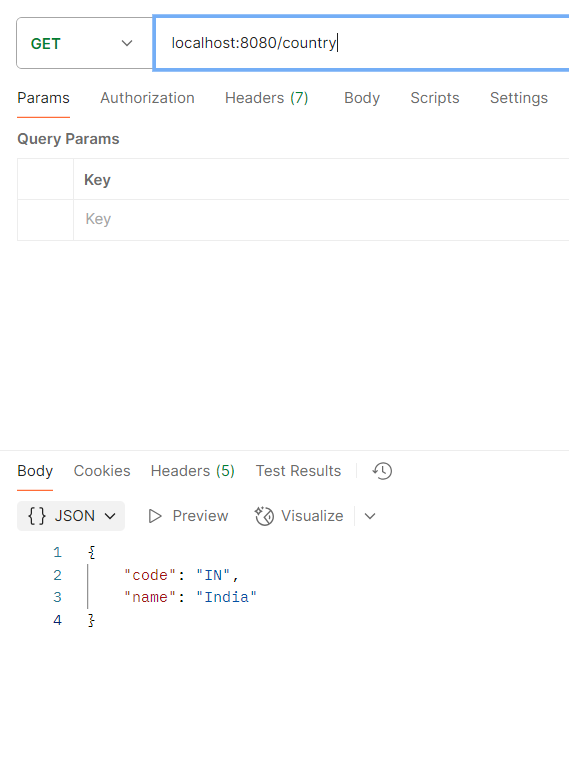 GET localhost:8080/country
Params Authorization Headers (7) Body Scripts Settings
Query Params
Key
Key
Body Cookies Headers (5) Test Results
{} JSON Preview Visualize
1 {
2 "code": "IN",
3 "name": "India"
4 }